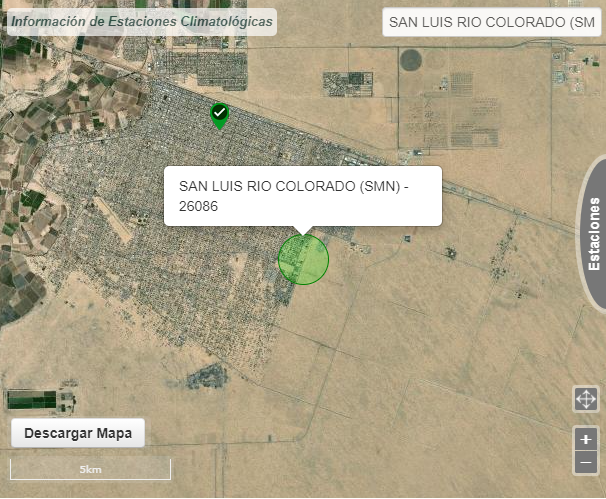 Información de Estaciones Climatológicas
SAN LUIS RIO COLORADO (SM
SAN LUIS RIO COLORADO (SMN) -
26086
Estaciones
Descargar Mapa
+
−
5km